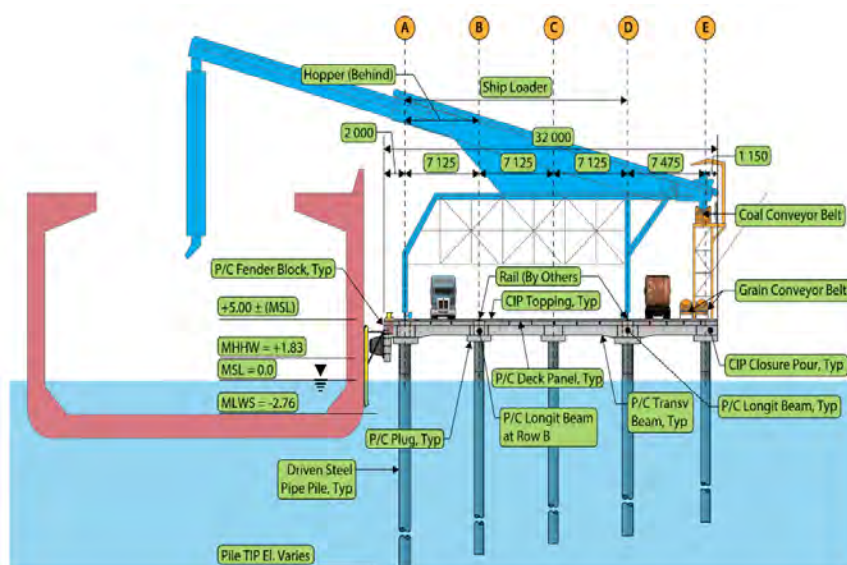 A
B
C
D
E
Hopper (Behind)
Ship Loader
2 000
32 000
7 125
7 125
7 125
7 475
1 150
Coal Conveyor Belt
P/C Fender Block, Typ
Rail (By Others
Grain Conveyor Belt
CIP Topping, Typ
+5.00 ± (MSL)
MHHW = +1.83
MSL = 0.0
MLWS = -2.76
CIP Closure Pour, Typ
P/C Deck Panel, Typ
P/C Transv
Beam, Typ
P/C Longit Beam, Typ
P/C Longit Beam
at Row B
P/C Plug, Typ
Driven Steel
Pipe Pile, Typ
Pile TIP El. Varies